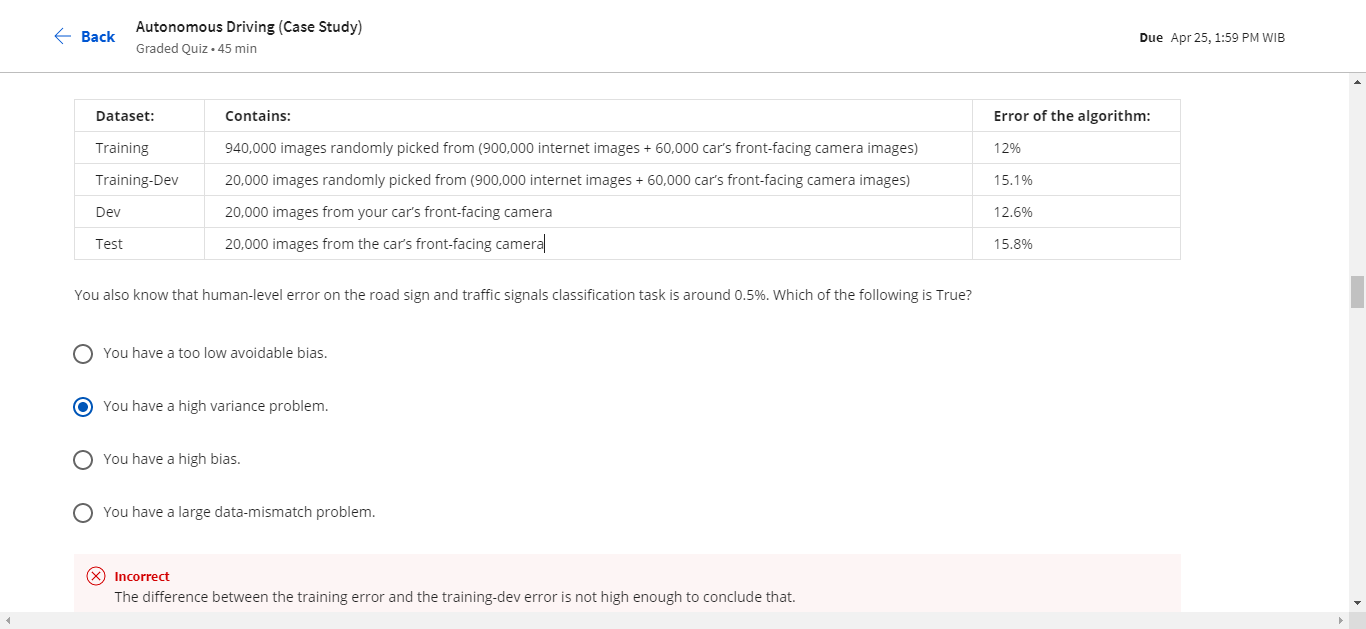 Back
Autonomous Driving (Case Study)
Graded Quiz • 45 min
Due Apr 25, 1:59 PM WIB
Dataset: Contains: Error of the algorithm:
Training 940,000 images randomly picked from (900,000 internet images + 60,000 car’s front-facing camera images) 12%
Training-Dev 20,000 images randomly picked from (900,000 internet images + 60,000 car’s front-facing camera images) 15.1%
Dev 20,000 images from your car’s front-facing camera 12.6%
Test 20,000 images from the car’s front-facing camera 15.8%
You also know that human-level error on the road sign and traffic signals classification task is around 0.5%. Which of the following is True?
You have a too low avoidable bias.
You have a high variance problem.
You have a high bias.
You have a large data-mismatch problem.
Incorrect
The difference between the training error and the training-dev error is not high enough to conclude that.